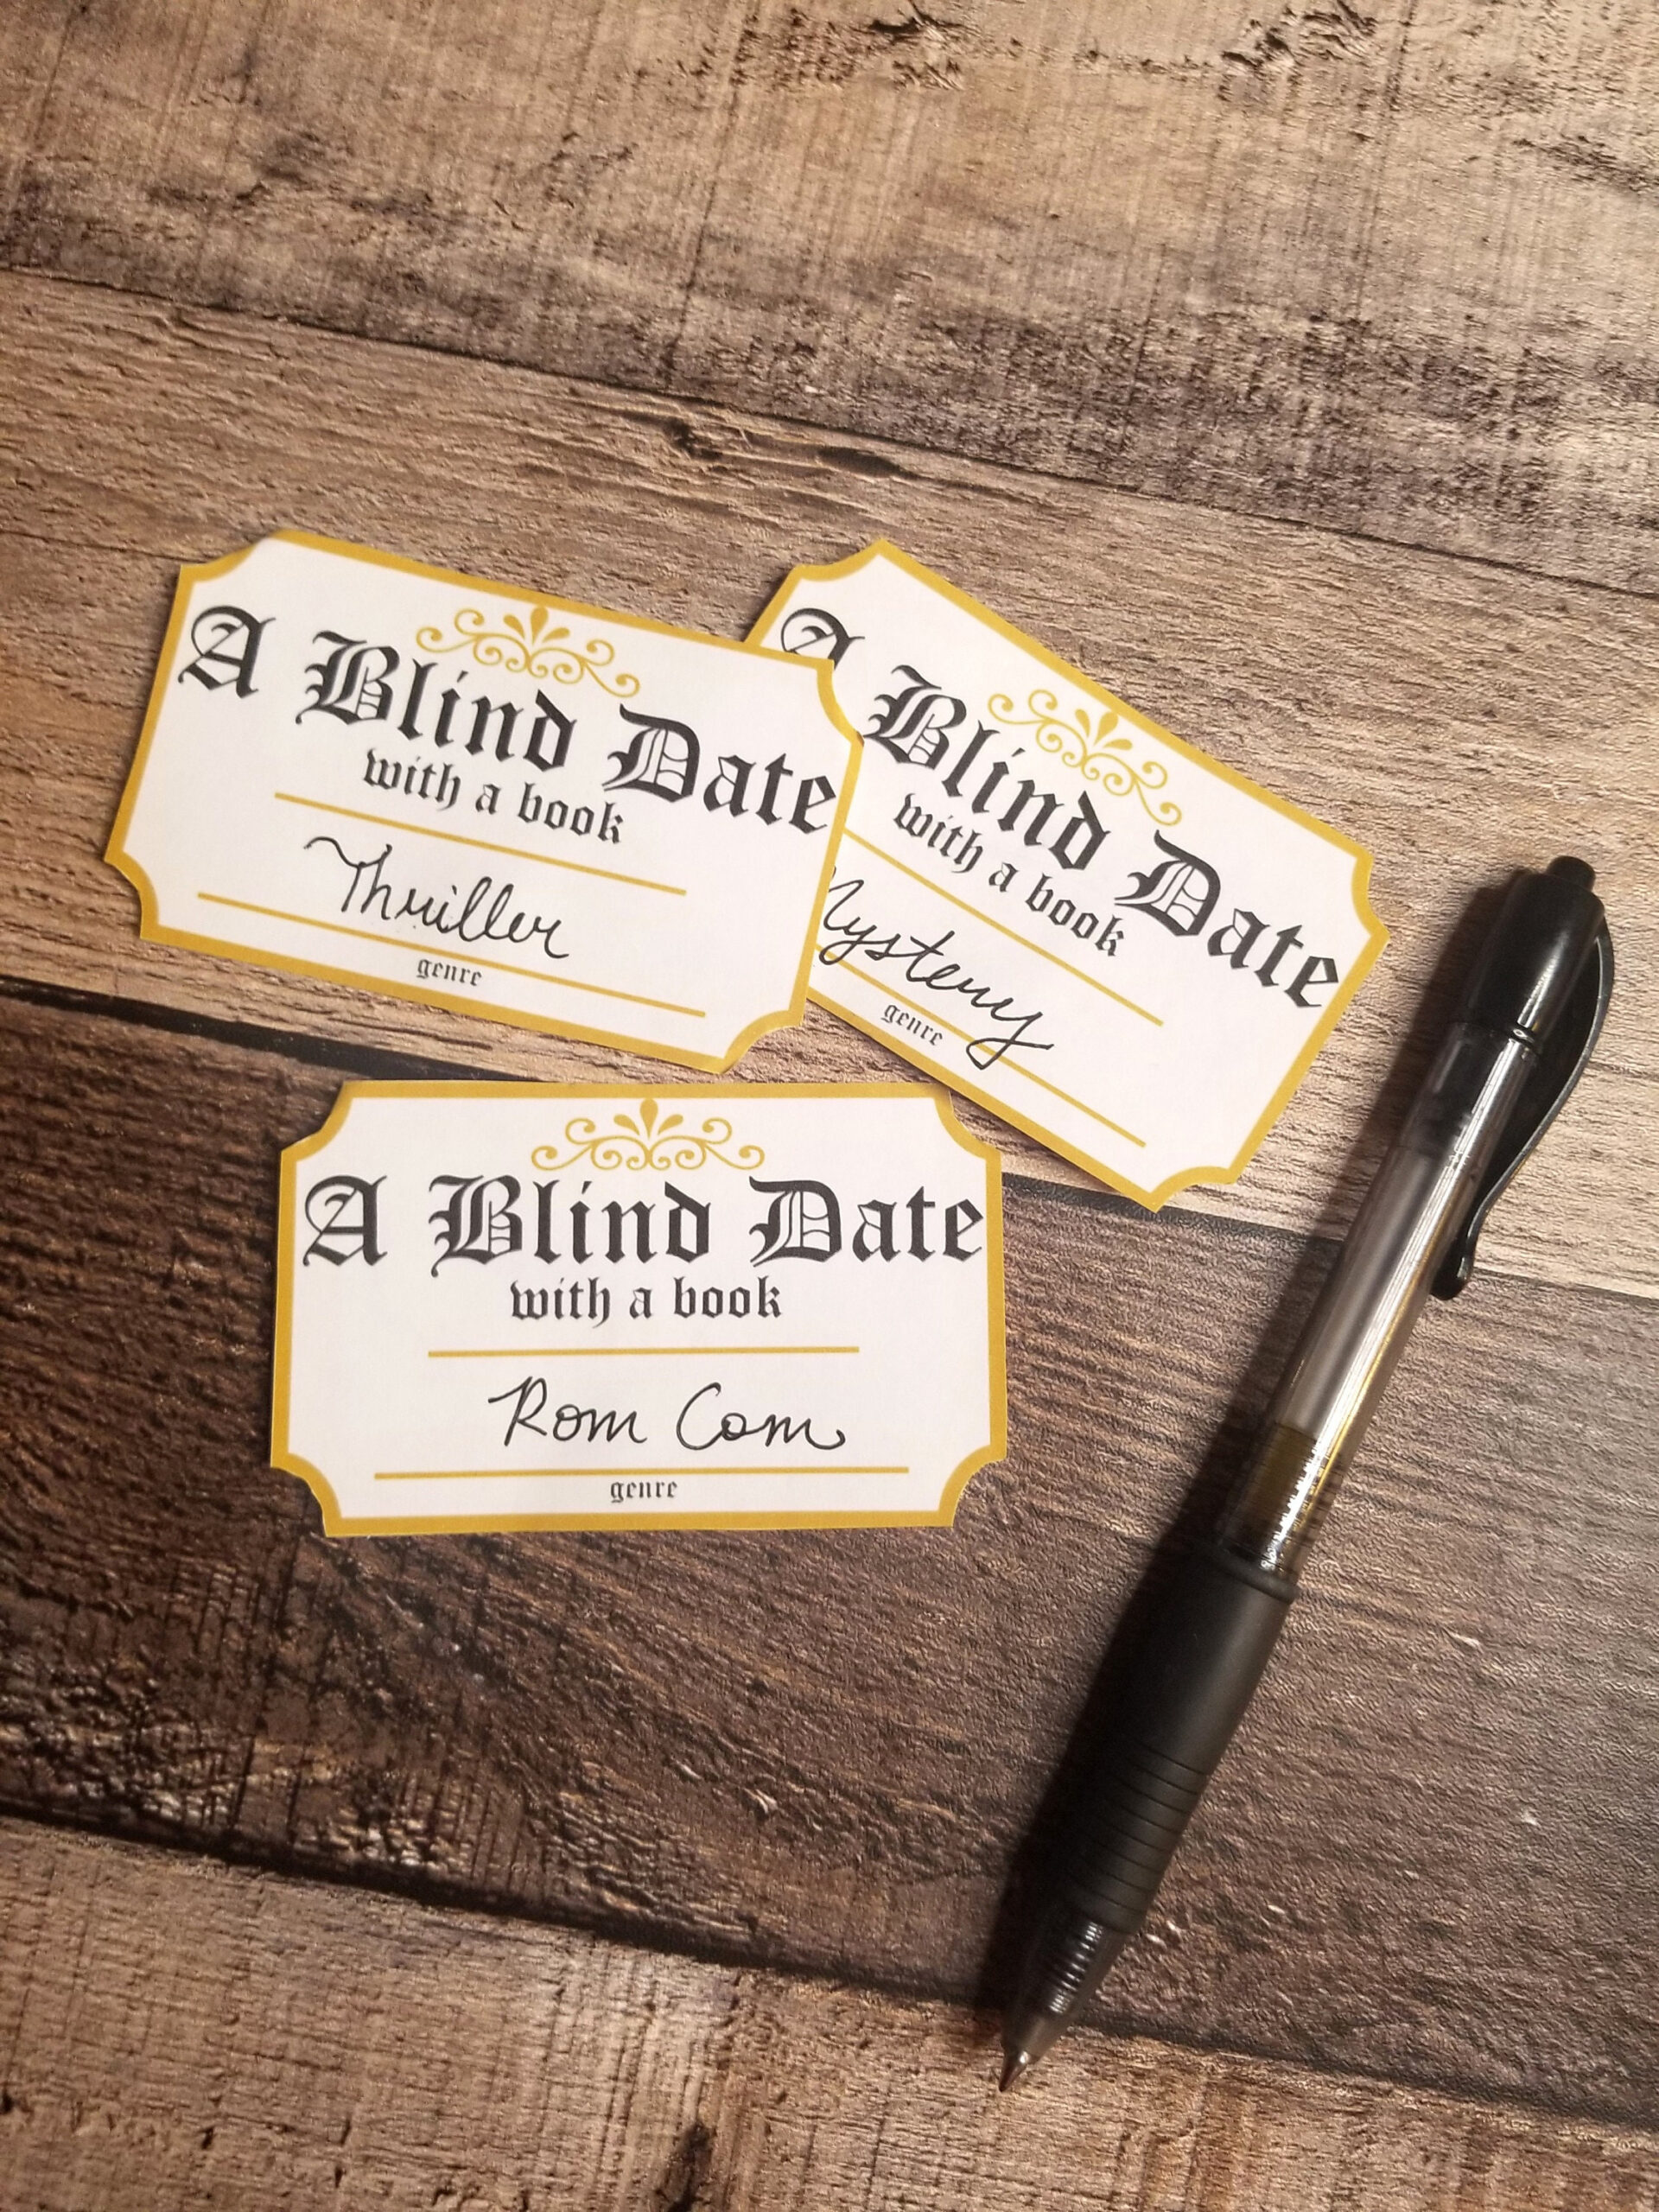 A Blind Date
with a book
Thriller
genre
A Blind Date
with a book
Mystery
genre
A Blind Date
with a book
Rom Com
genre